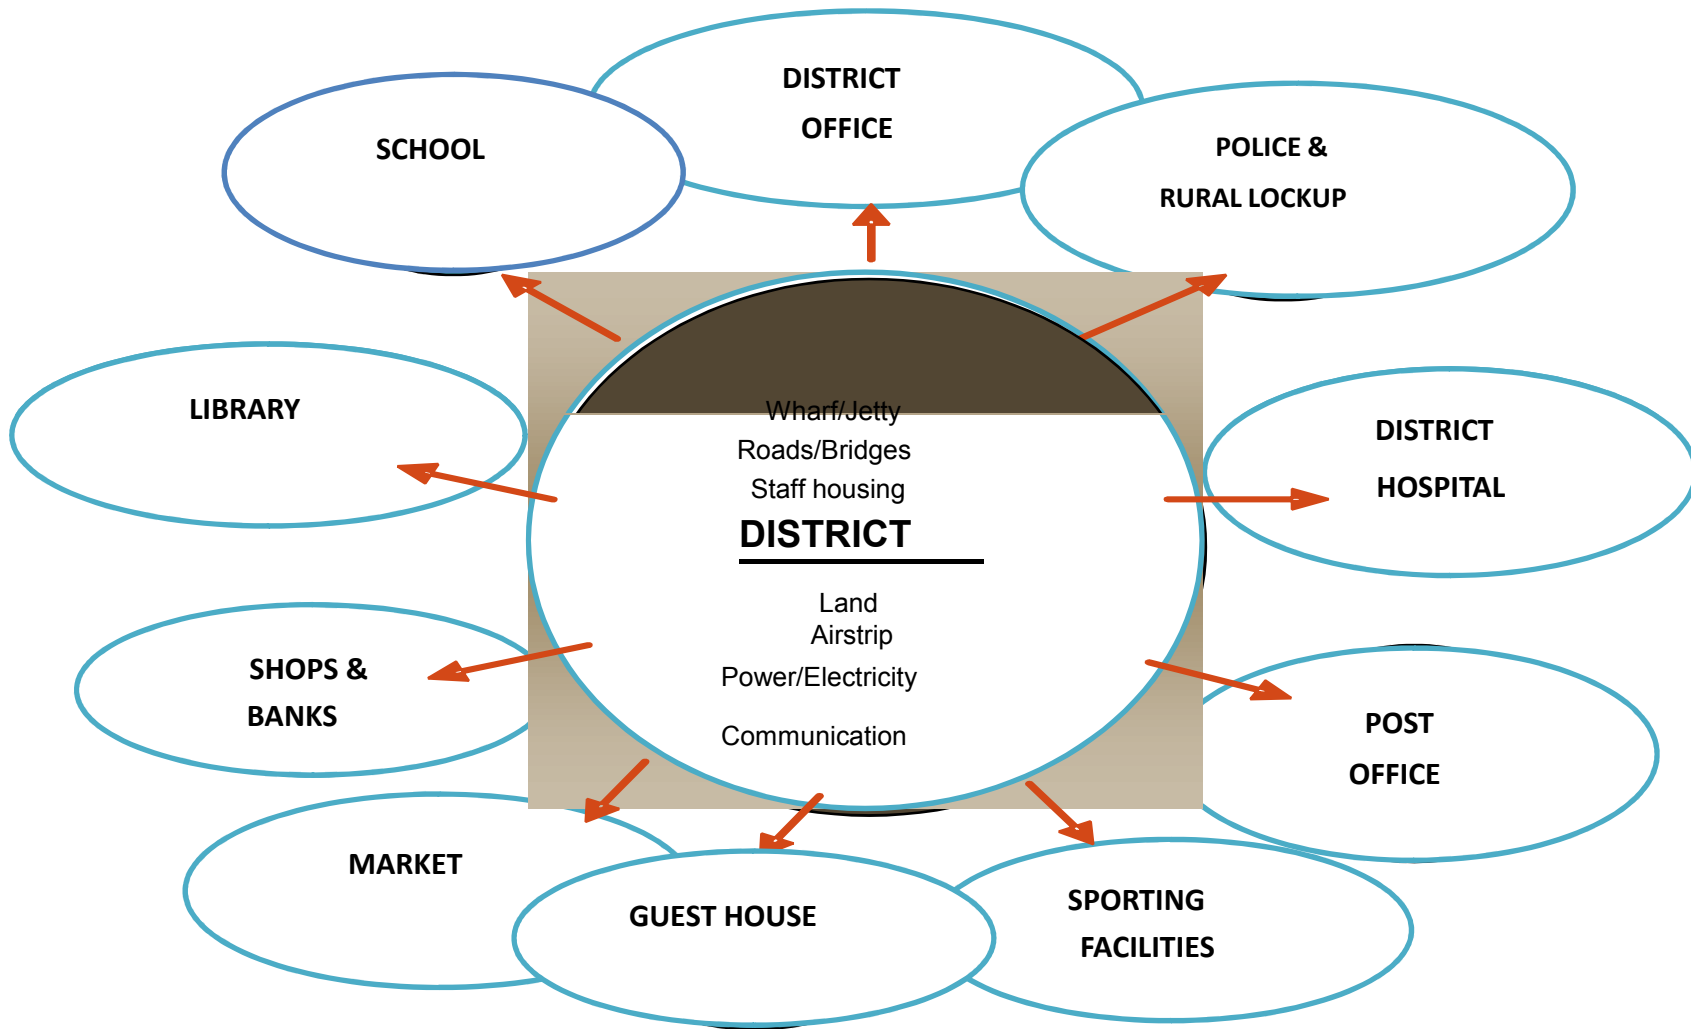 DISTRICT
OFFICE
SCHOOL
POLICE &
RURAL LOCKUP
LIBRARY
DISTRICT
HOSPITAL
Wharf/Jetty
Roads/Bridges
Staff housing
DISTRICT
Land
Airstrip
Power/Electricity
Communication
SHOPS &
BANKS
POST
OFFICE
MARKET
GUEST HOUSE
SPORTING
FACILITIES